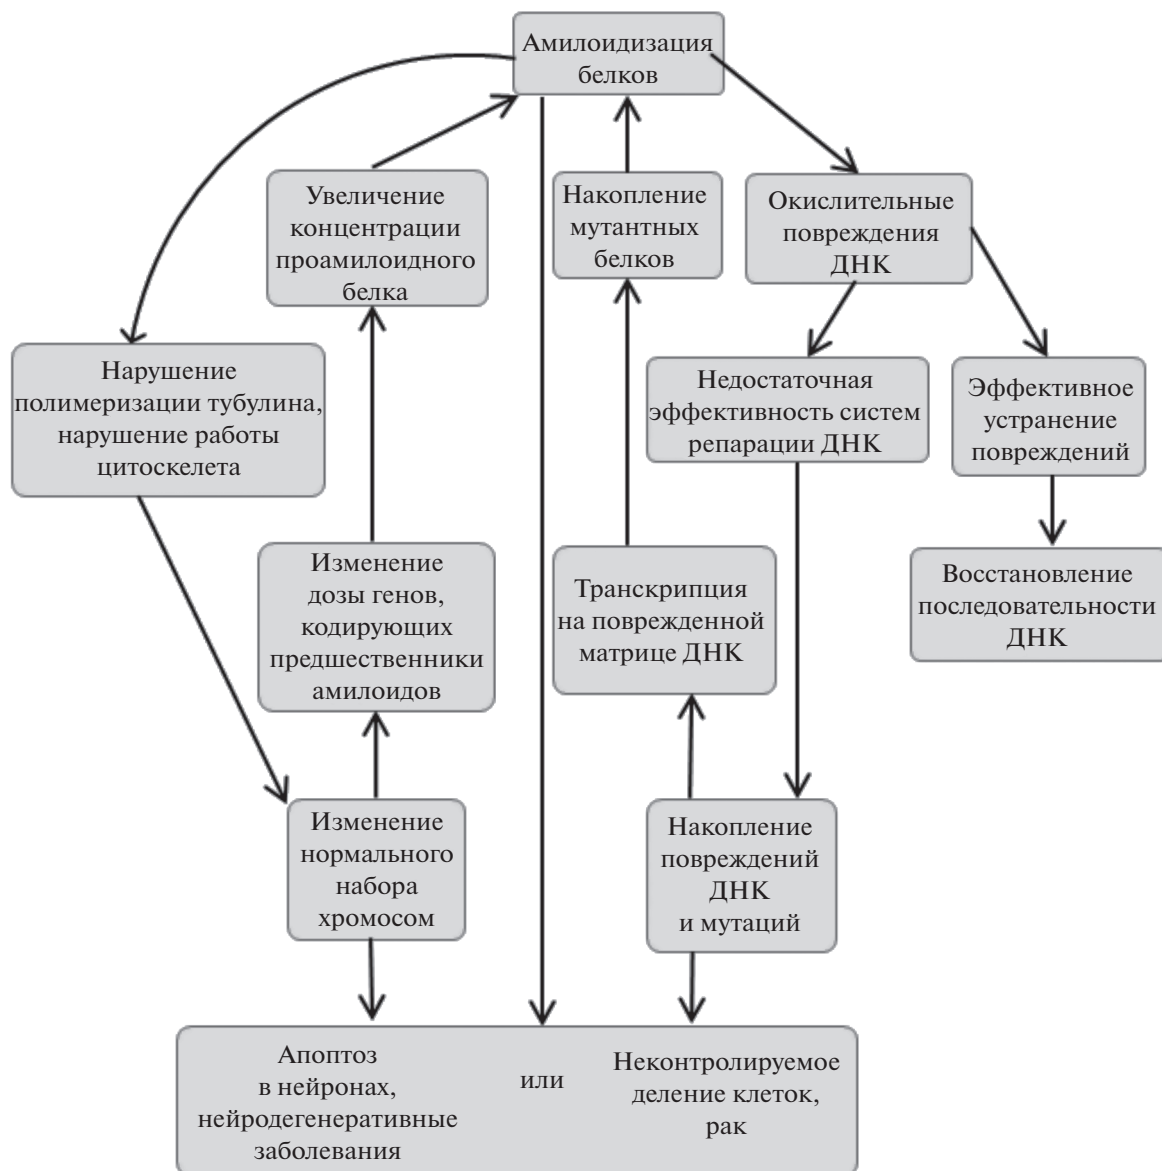 Амилоидизация
белков
Увеличение
концентрации
проамилоидного
белка
Накопление
мутантных
белков
Окислительные
повреждения
ДНК
Нарушение
полимеризации тубулина,
нарушение работы
цитоскелета
Недостаточная
эффективность систем
репарации ДНК
Эффективное
устранение
повреждений
Изменение
дозы генов,
кодирующих
предшественники
амилоидов
Транскрипция
на поврежденной
матрице ДНК
Восстановление
последовательности
ДНК
Изменение
нормального
набора
хромосом
Накопление
повреждений
ДНК
и мутаций
Апоптоз
в нейронах,
нейродегенеративные
заболевания
или
Неконтролируемое
деление клеток,
рак